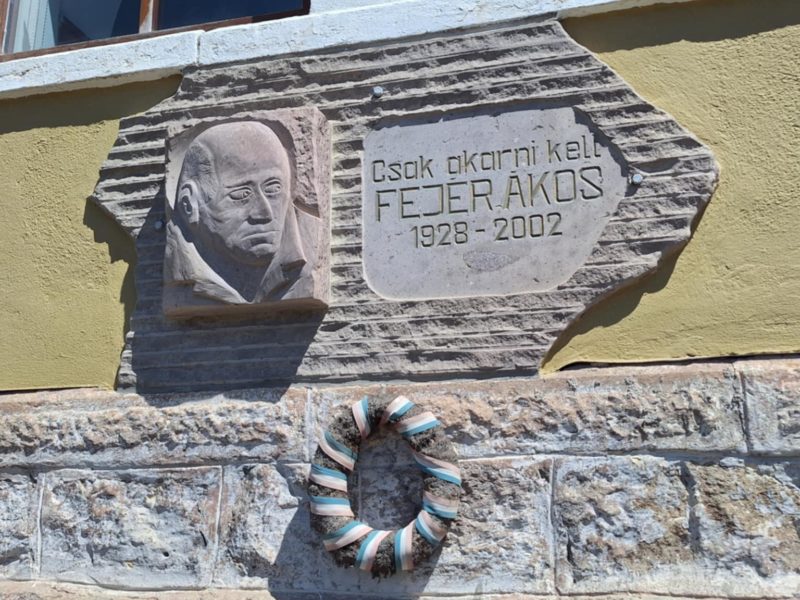 Csak akarni kell
FEJÉR ÁKOS
1928 - 2002